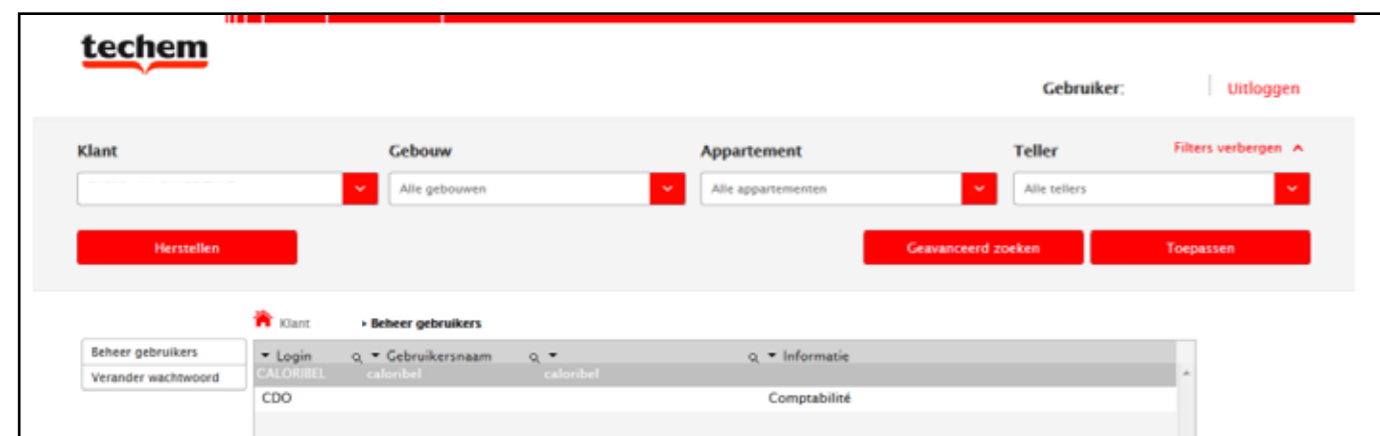 techem
Gebruiker: Uitloggen
Klant Gebouw Appartement Teller Filters verbergen
Alle gebouwen Alle appartementen Alle tellers
Herstellen Geavanceerd zoeken Toepassen
Klant Beheer gebruikers
Beheer gebruikers
Verander wachtwoord
Login Gebruikersnaam Informatie
CALORIBEL caloribel caloribel
CDO Comptabilité